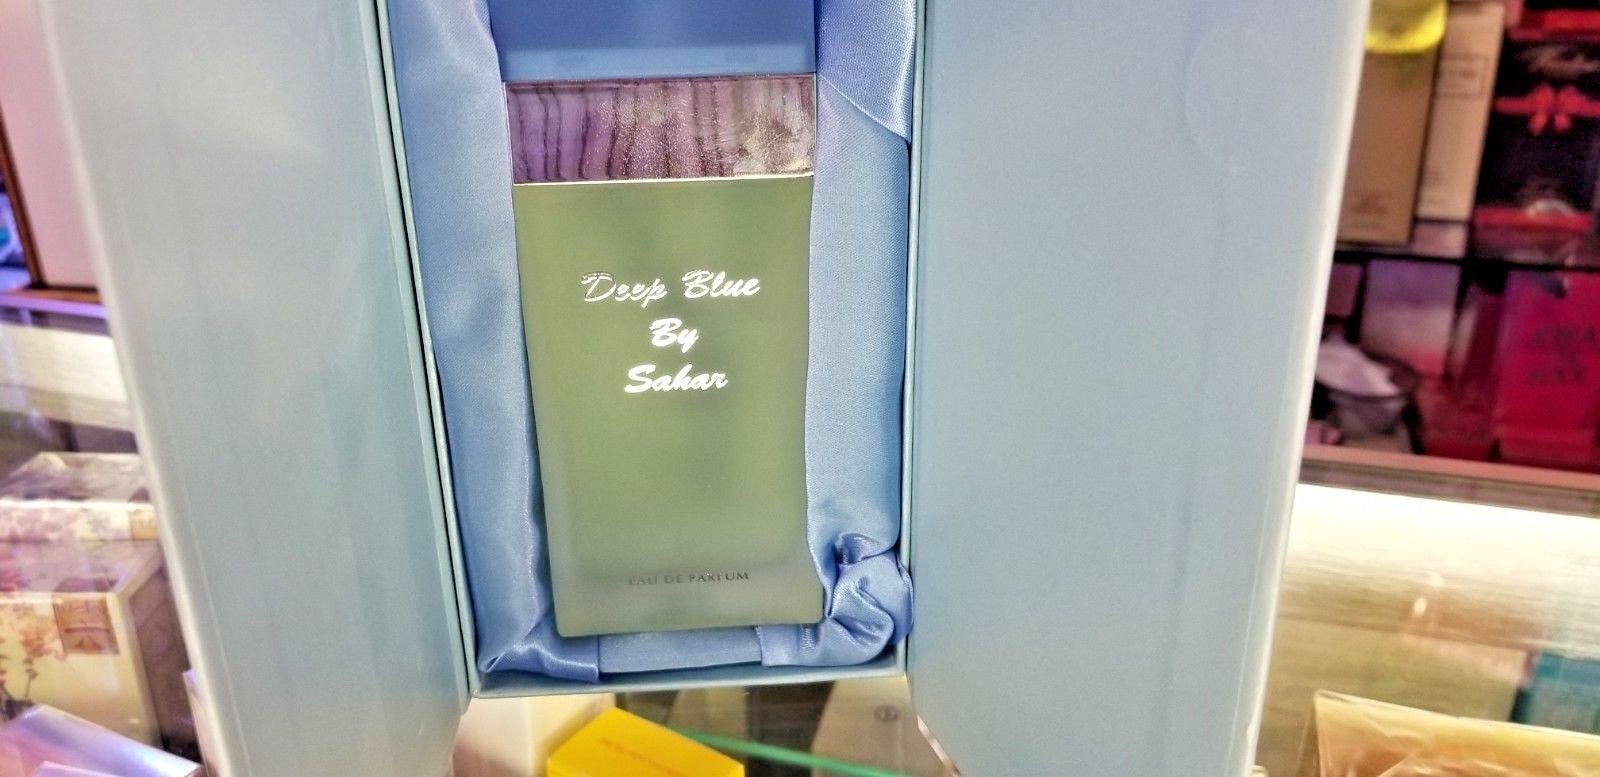 Deep Blue
By
Sahar
EAU DE PARFUM